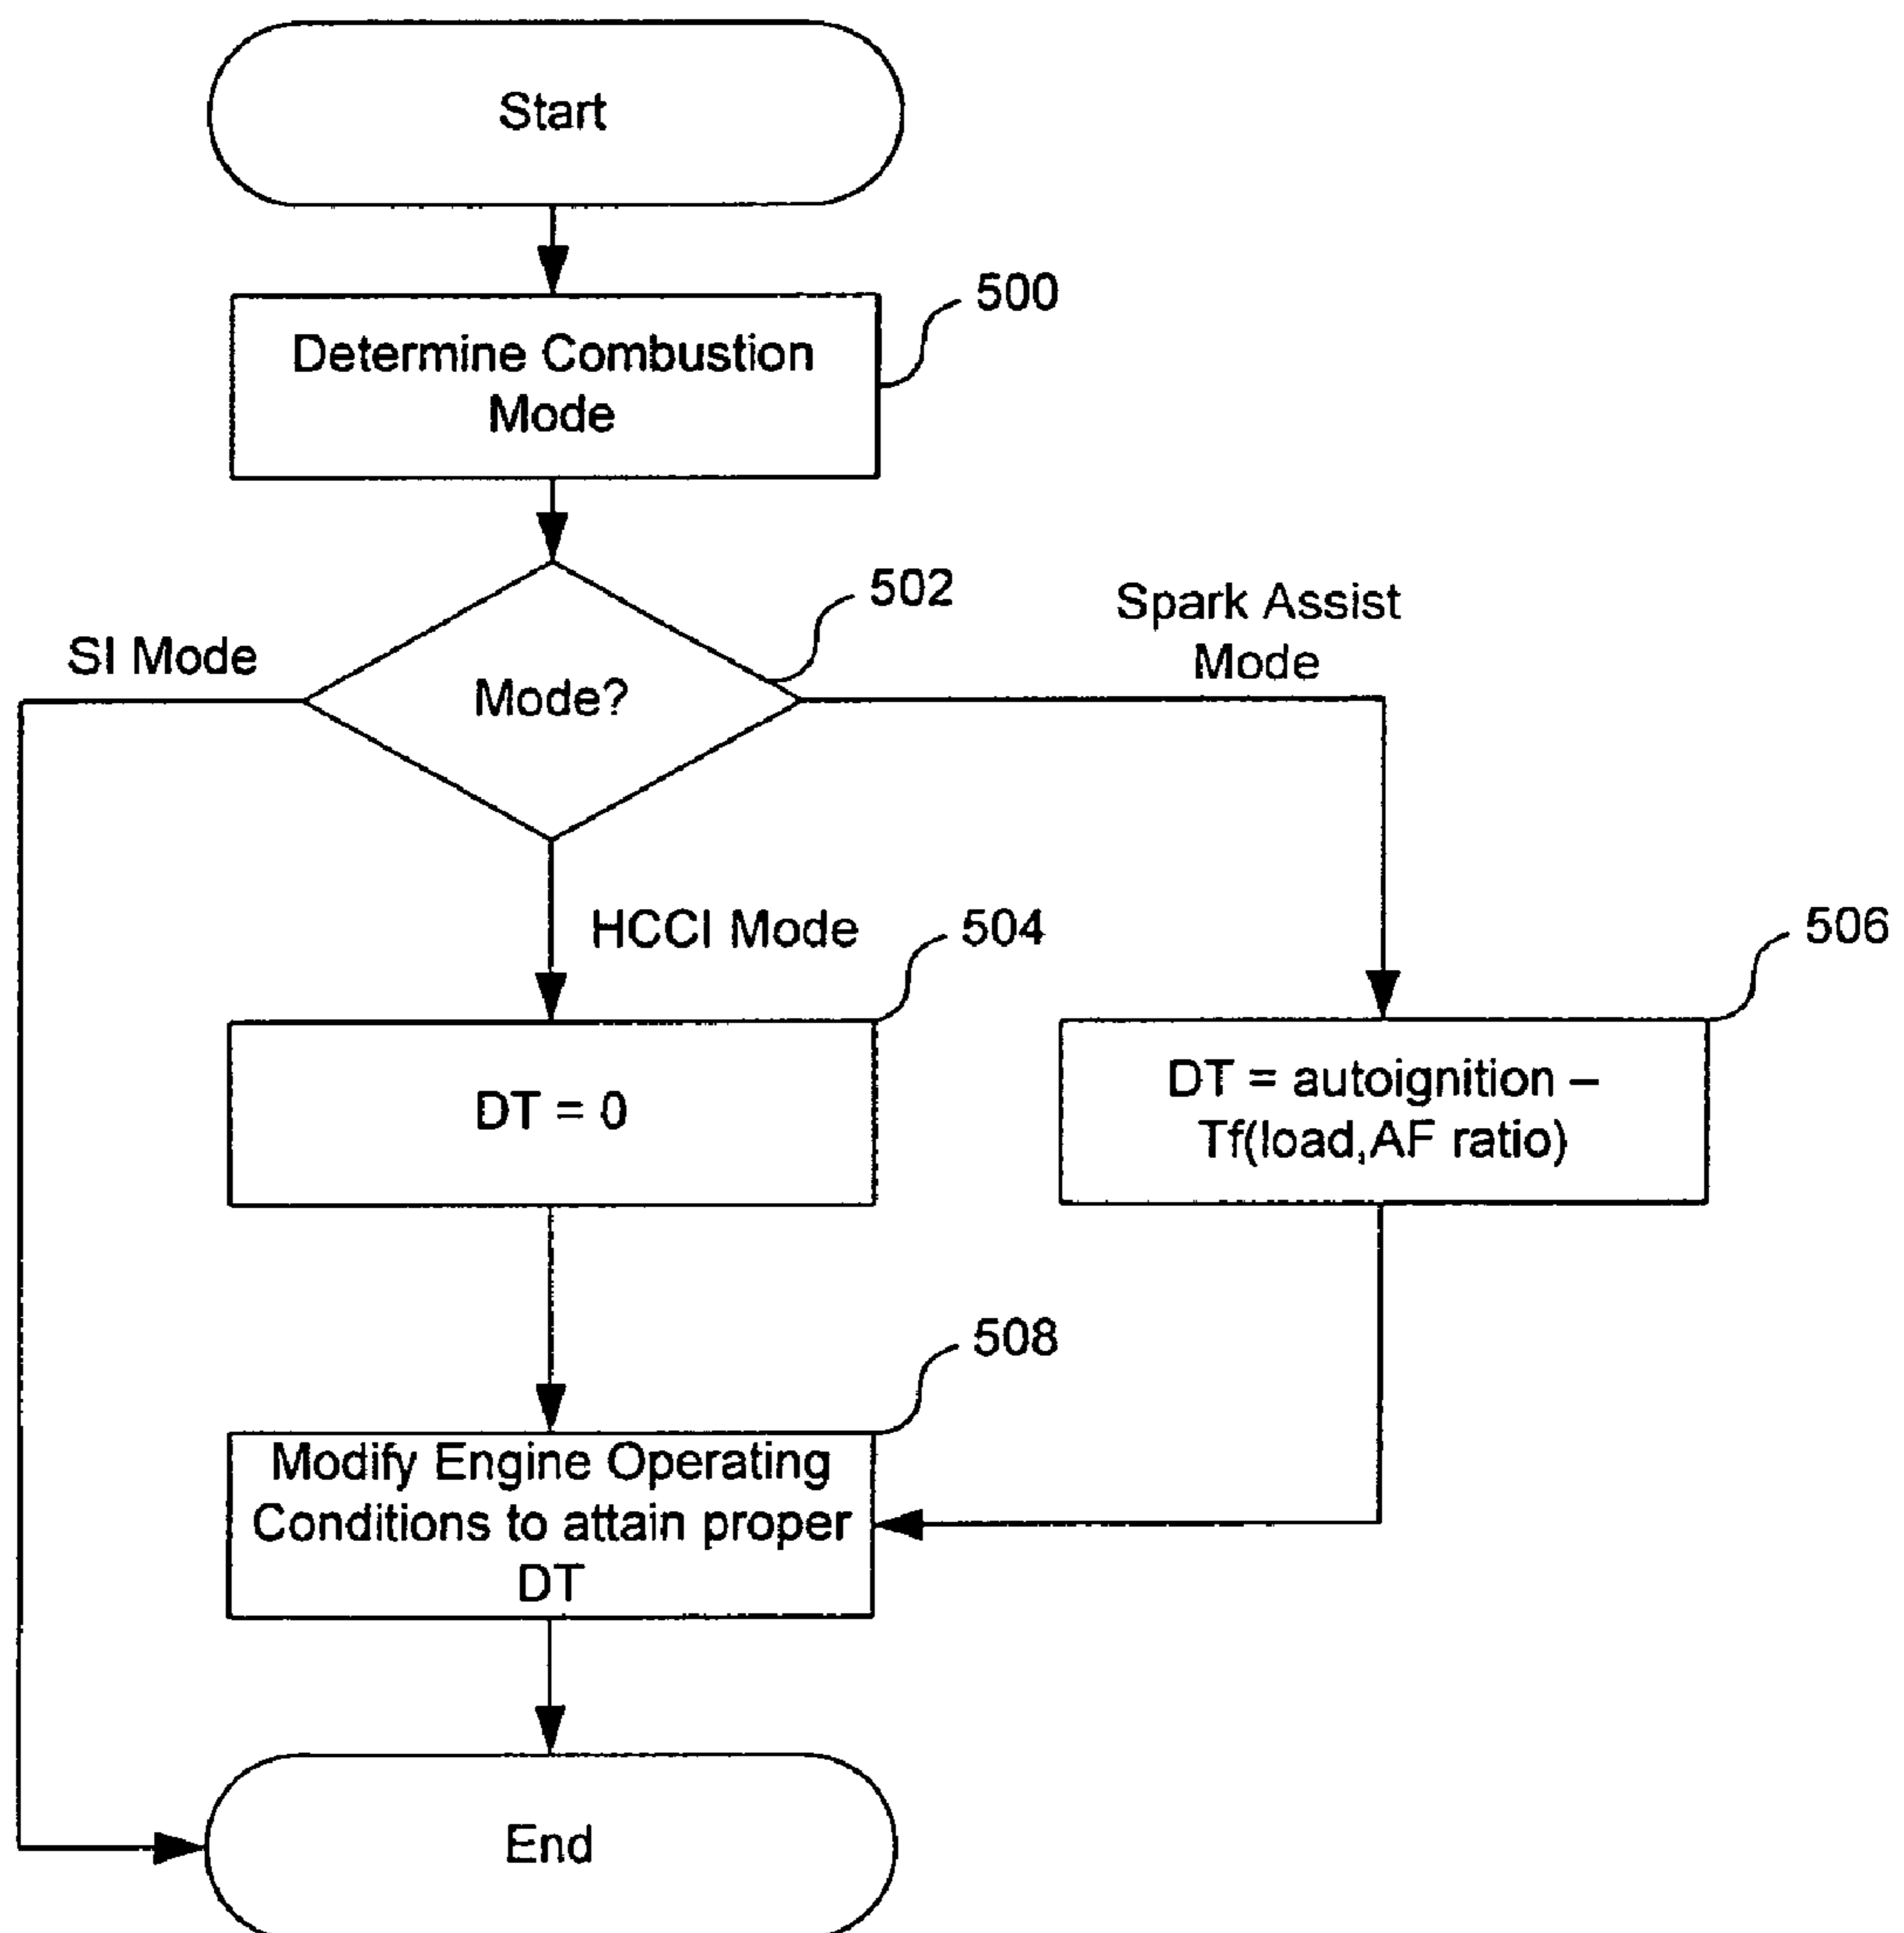 Start
500
Determine Combustion
Mode
502
Spark Assist
Mode
SI Mode
Mode?
HCCI Mode
504
506
DT = 0
DT = autoignition –
Tf(load,AF ratio)
508
Modify Engine Operating
Conditions to attain proper
DT
End